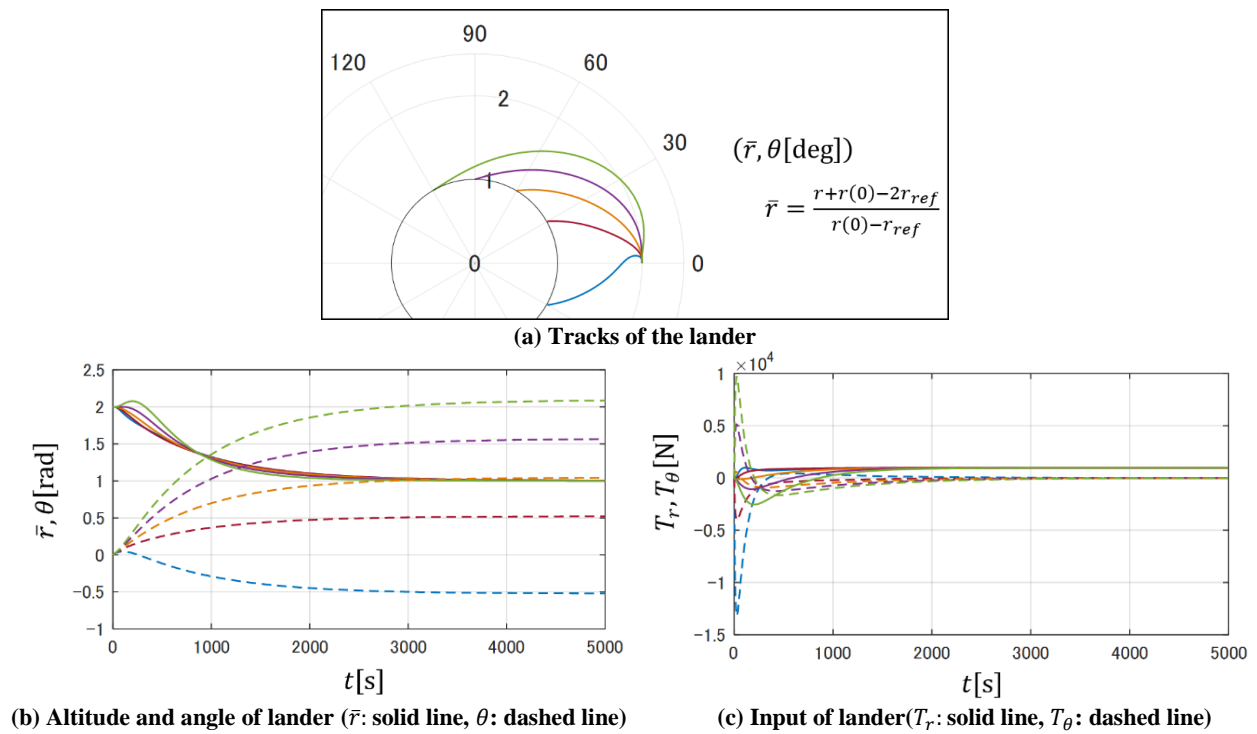 90
120
60
2
30
1
0
0
(r̄, θ[deg])
r̄ = r+r(0)−2r_ref / r(0)−r_ref
(a) Tracks of the lander
2.5
2
1.5
1
0.5
0
−0.5
−1
r̄, θ[rad]
0 1000 2000 3000 4000 5000
t[s]
(b) Altitude and angle of lander (r̄: solid line, θ: dashed line)
×10⁴
1
0.5
0
−0.5
−1
−1.5
T_r, T_θ[N]
0 1000 2000 3000 4000 5000
t[s]
(c) Input of lander(T_r: solid line, T_θ: dashed line)